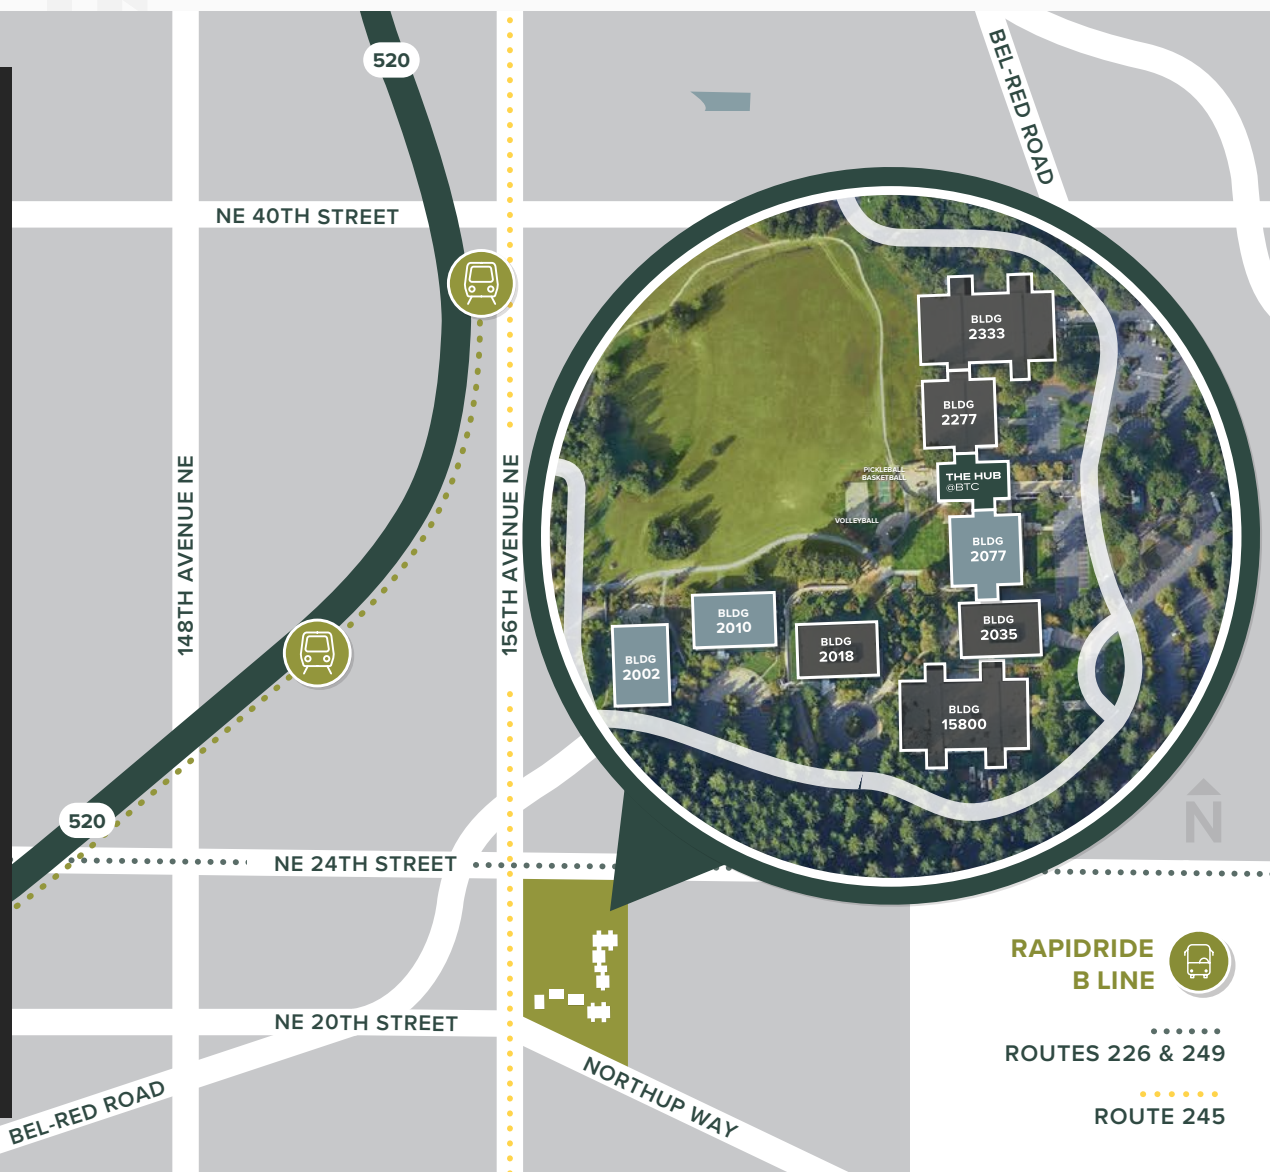 520
BEL-RED ROAD
NE 40TH STREET
BLDG
2333
BLDG
2277
148TH AVENUE NE
156TH AVENUE NE
PICKLEBALL
BASKETBALL
THE HUB
@BTC
VOLLEYBALL
BLDG
2077
BLDG
2010
BLDG
2035
BLDG
2018
BLDG
2002
BLDG
15800
520
N
NE 24TH STREET
RAPIDRIDE
B LINE
NE 20TH STREET
ROUTES 226 & 249
NORTHUP WAY
BEL-RED ROAD
ROUTE 245